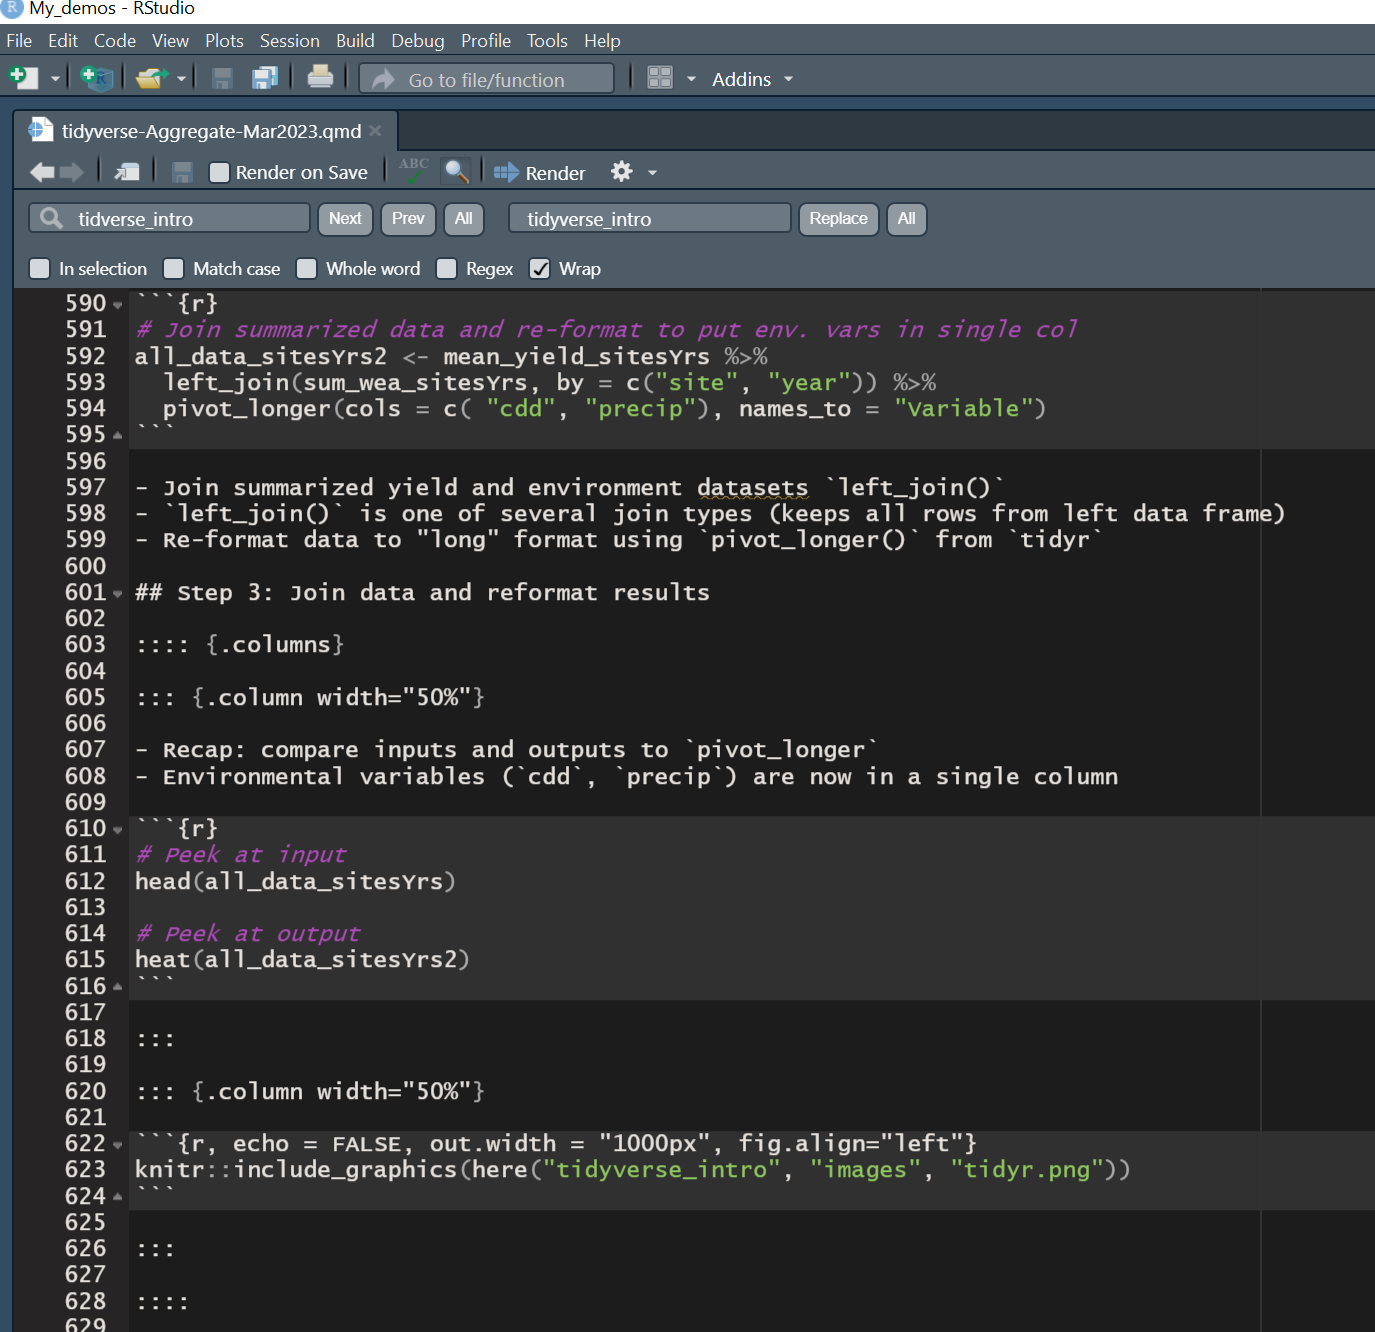 My_demos - RStudio
File Edit Code View Plots Session Build Debug Profile Tools Help
Go to file/function Addins
tidyverse-Aggregate-Mar2023.qmd
Render on Save ABC Render
tidverse_intro Next Prev All tidyverse_intro Replace All
In selection Match case Whole word Regex Wrap
590 ```{r}
591 # Join summarized data and re-format to put env. vars in single col
592 all_data_sitesYrs2 <- mean_yield_sitesYrs %>%
593   left_join(sum_wea_sitesYrs, by = c("site", "year")) %>%
594   pivot_longer(cols = c( "cdd", "precip"), names_to = "Variable")
595 ```
596
597 - Join summarized yield and environment datasets `left_join()`
598 - `left_join()` is one of several join types (keeps all rows from left data frame)
599 - Re-format data to "long" format using `pivot_longer()` from `tidyr`
600
601 ## Step 3: Join data and reformat results
602
603 :::: {.columns}
604
605 ::: {.column width="50%"}
606
607 - Recap: compare inputs and outputs to `pivot_longer`
608 - Environmental variables (`cdd`, `precip`) are now in a single column
609
610 ```{r}
611 # Peek at input
612 head(all_data_sitesYrs)
613
614 # Peek at output
615 heat(all_data_sitesYrs2)
616 ```
617
618 :::
619
620 ::: {.column width="50%"}
621
622 ```{r, echo = FALSE, out.width = "1000px", fig.align="left"}
623 knitr::include_graphics(here("tidyverse_intro", "images", "tidyr.png"))
624 ```
625
626 :::
627
628 ::::
629